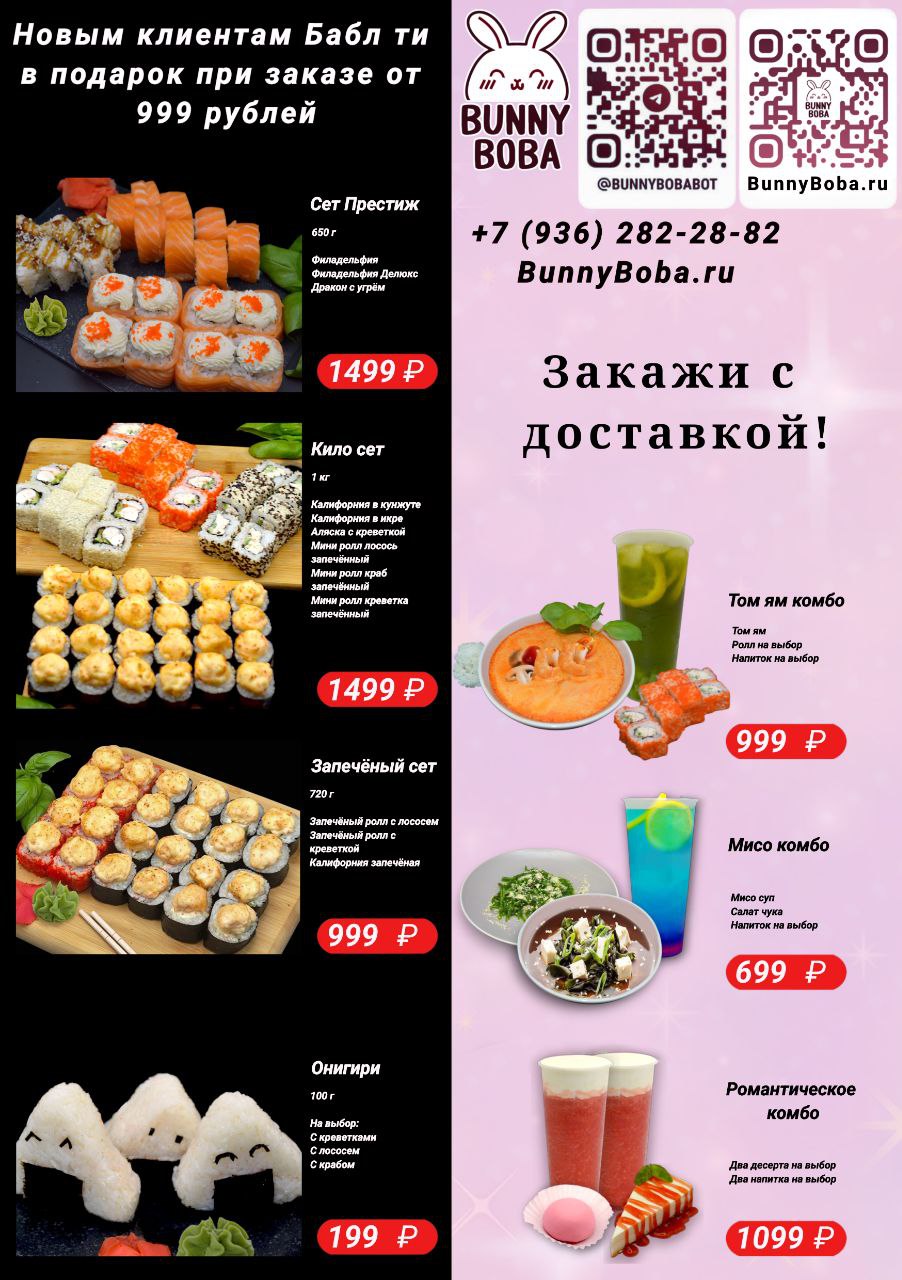 Новым клиентам Бабл ти
в подарок при заказе от
999 рублей
Сет Престиж
650 г
Филадельфия
Филадельфия Делюкс
Дракон с угрём
1499 ₽
Кило сет
1 кг
Калифорния в кунжуте
Калифорния в икре
Аляска с креветкой
Мини ролл лосось
запечённый
Мини ролл краб
запечённый
Мини ролл креветка
запечённый
1499 ₽
Запечёный сет
720 г
Запечёный ролл с лососем
Запечёный ролл с
креветкой
Калифорния запечёная
999 ₽
Онигири
100 г
На выбор:
С креветками
С лососем
С крабом
199 ₽
BUNNY
BOBA
@BUNNYBOBABOT
BUNNY
BOBA
BunnyBoba.ru
+7 (936) 282-28-82
BunnyBoba.ru
Закажи с
доставкой!
Том ям комбо
Том ям
Ролл на выбор
Напиток на выбор
999 ₽
Мисо комбо
Мисо суп
Салат чука
Напиток на выбор
699 ₽
Романтическое
комбо
Два десерта на выбор
Два напитка на выбор
1099 ₽